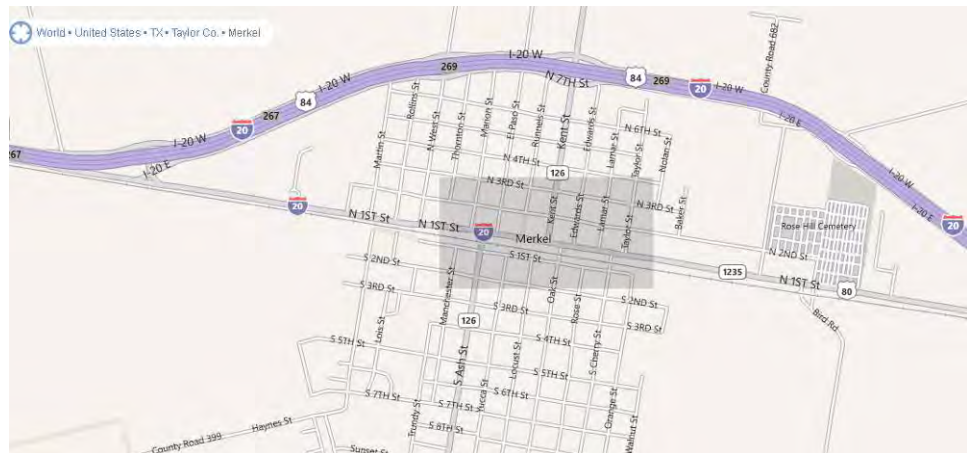 World • United States • TX • Taylor Co. • Merkel
I-20 W
269
N 7TH St
84
269
20
I-20 W
County Road 682
I-20 W
84
267
20
I-20 W
I-20 E
267
I-20 E
Rollins St
Martin St
N West St
Thornton St
Marion St
El Paso St
Runnels St
Kent St
Edwards St
Lamar St
Taylor St
N 6TH St
Nolan St
N 4TH St
126
N 3RD St
N 3RD St
Baker St
Kent St
Edwards St
Lamar St
Taylor St
I-20 W
I-20 E
20
Rose Hill Cemetery
20
N 1ST St
N 1ST St
20
Merkel
S 1ST St
N 2ND St
1235
N 1ST St
80
S 2ND St
Manchester St
Oak St
Rose St
S 2ND St
S 3RD St
S 3RD St
S 3RD St
Bird Rd
Lois St
126
S 4TH St
S Cherry St
S 5TH St
S Ash St
Locust St
S 5TH St
S 6TH St
S 7TH St
S 7TH St
Yucca St
Orange St
Walnut St
Trundy St
S 8TH St
Haynes St
County Road 399
Sunset St